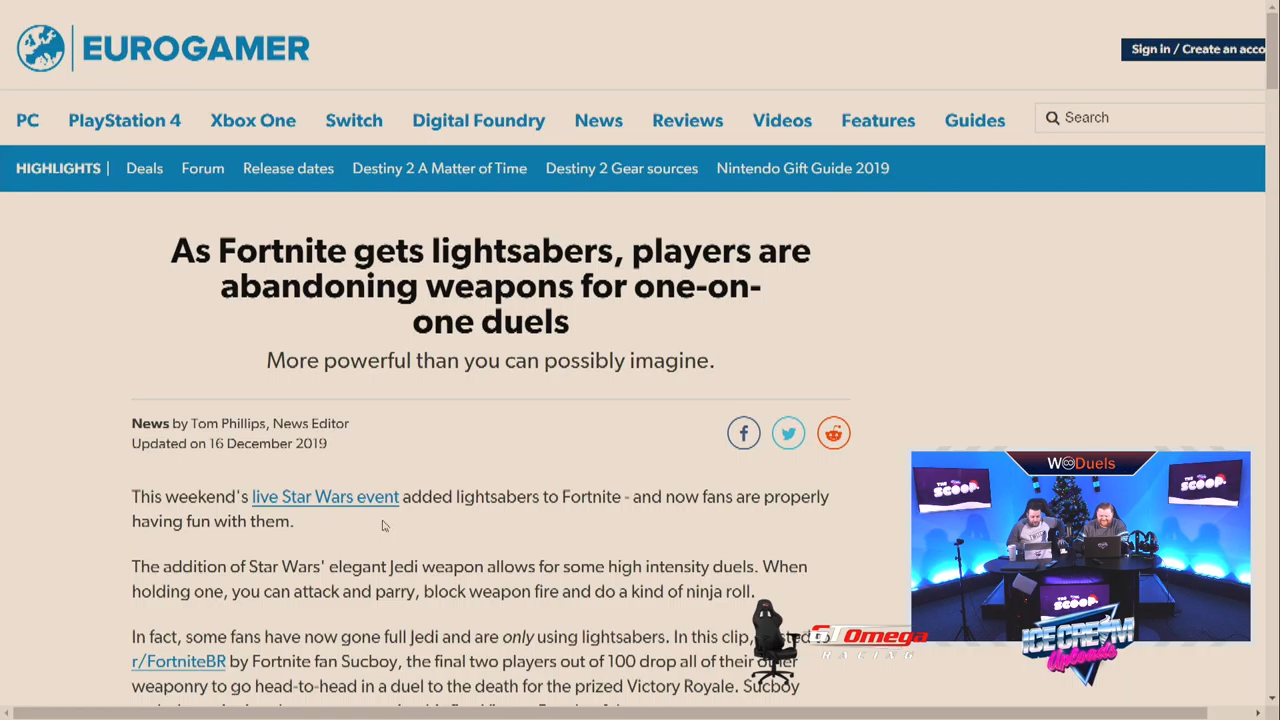 EUROGAMER
Sign in / Create an acco
PC PlayStation 4 Xbox One Switch Digital Foundry News Reviews Videos Features Guides Search
HIGHLIGHTS | Deals Forum Release dates Destiny 2 A Matter of Time Destiny 2 Gear sources Nintendo Gift Guide 2019
As Fortnite gets lightsabers, players are
abandoning weapons for one-on-
one duels
More powerful than you can possibly imagine.
News by Tom Phillips, News Editor
Updated on 16 December 2019
This weekend's live Star Wars event added lightsabers to Fortnite - and now fans are properly
having fun with them.
The addition of Star Wars' elegant Jedi weapon allows for some high intensity duels. When
holding one, you can attack and parry, block weapon fire and do a kind of ninja roll.
In fact, some fans have now gone full Jedi and are only using lightsabers. In this clip,
r/FortniteBR by Fortnite fan Sucboy, the final two players out of 100 drop all of their other
weaponry to go head-to-head in a duel to the death for the prized Victory Royale. Sucboy
Duels
THE SCOOP.
THE SCOOP.
THE SCOOP.
GT Omega
RACING
ICE CREAM
Uploads